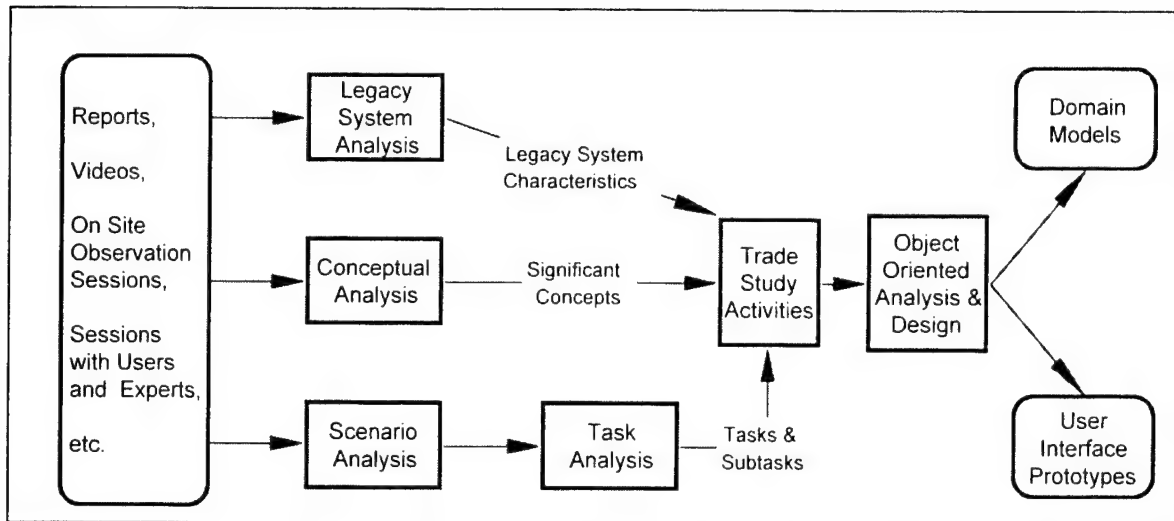 Reports,
Videos,
On Site
Observation
Sessions,
Sessions
with Users
and Experts,
etc.
Legacy
System
Analysis
Legacy System
Characteristics
Conceptual
Analysis
Significant
Concepts
Scenario
Analysis
Task
Analysis
Tasks &
Subtasks
Trade
Study
Activities
Object
Oriented
Analysis &
Design
Domain
Models
User
Interface
Prototypes